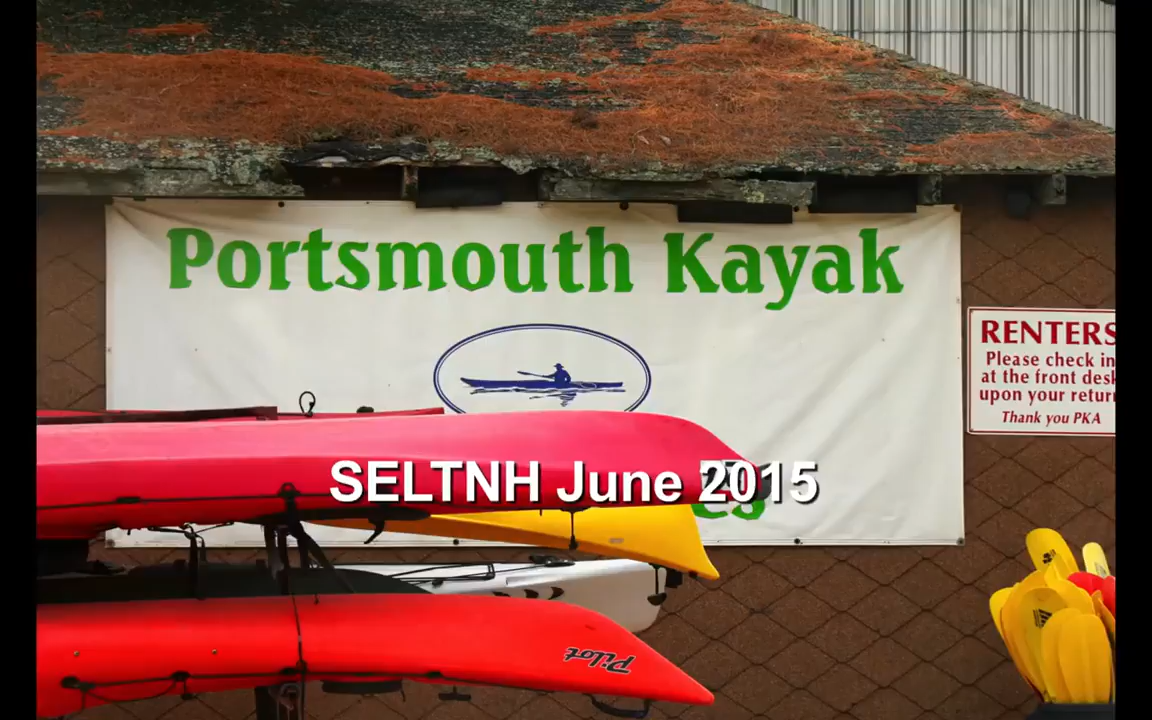 Portsmouth Kayak
RENTERS
Please check in
at the front desk
upon your return
Thank you PKA
SELTNH June 2015
Pilot